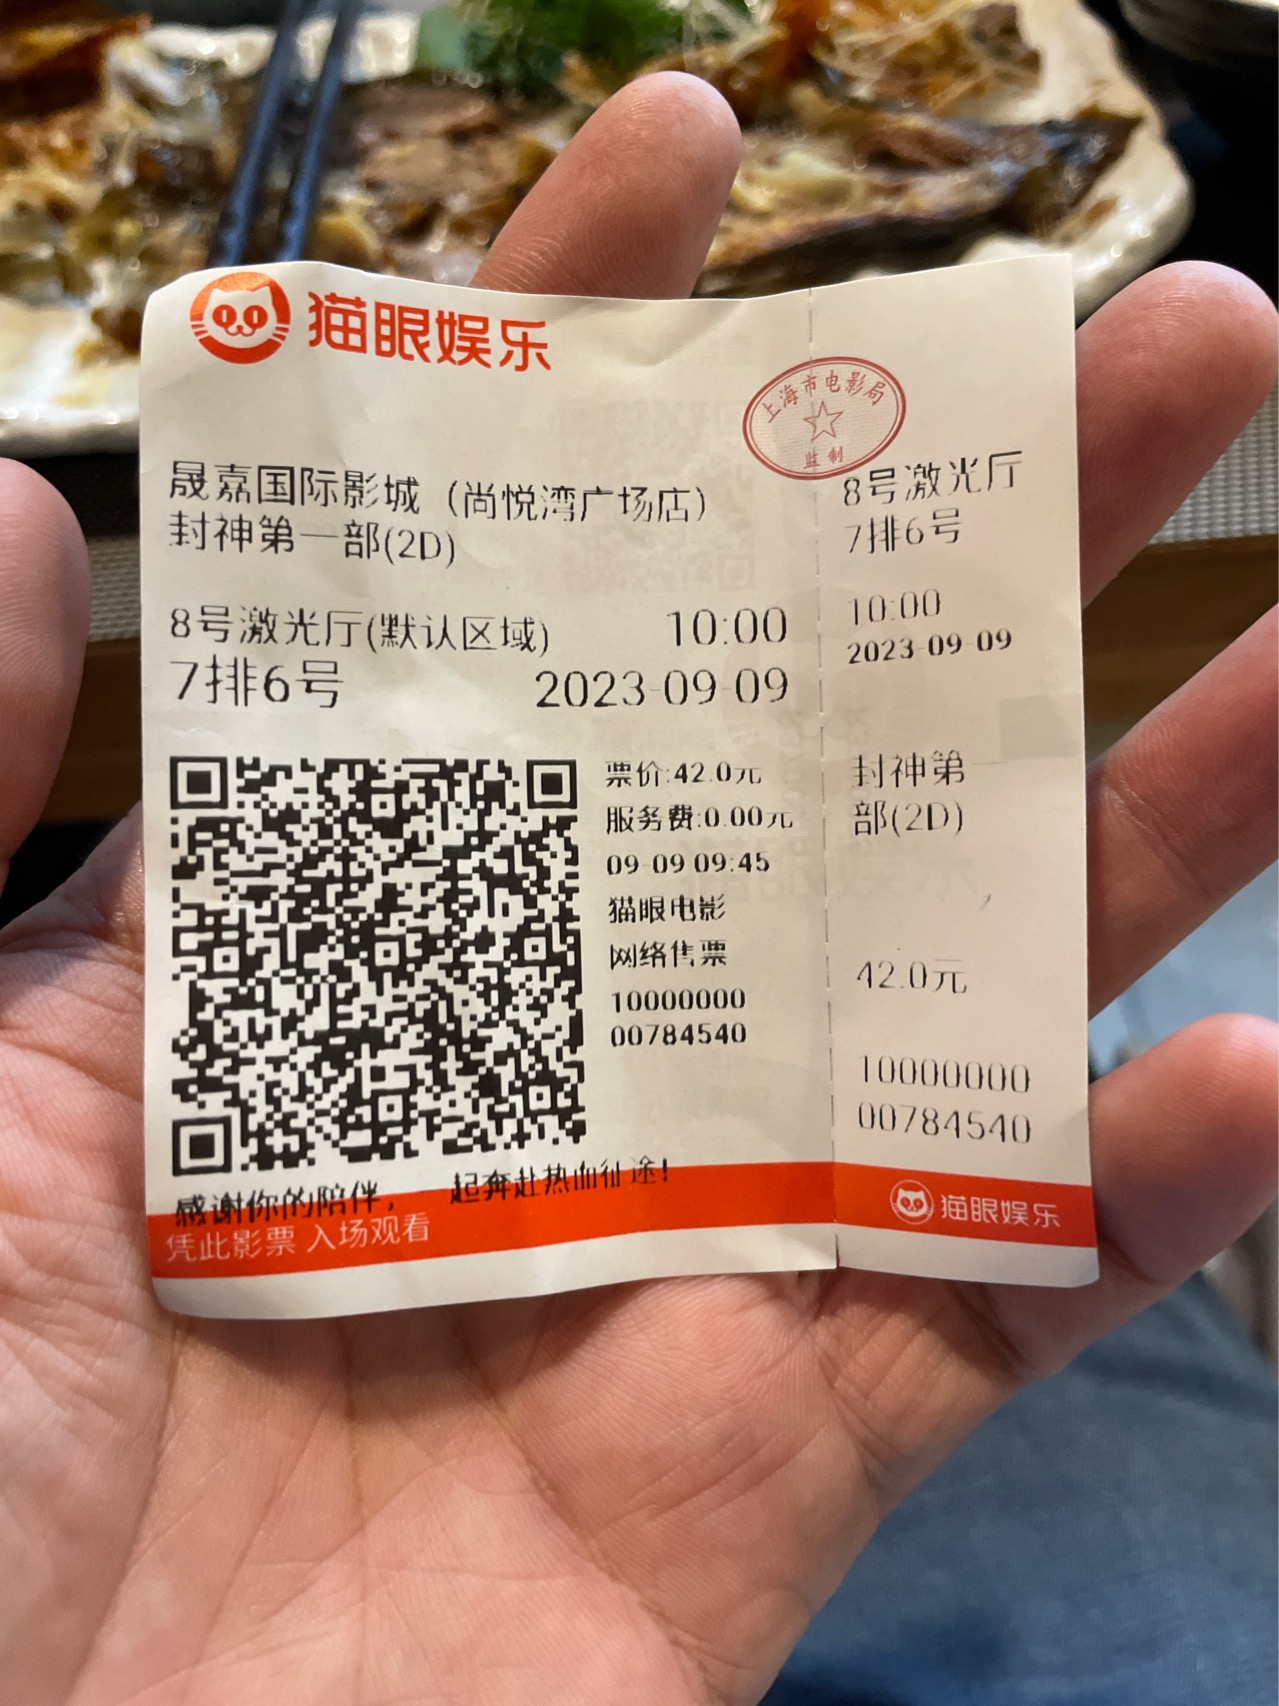 猫眼娱乐
上海市电影局
监制
晟嘉国际影城（尚悦湾广场店）
封神第一部(2D)
8号激光厅(默认区域) 10:00
7排6号 2023-09-09
票价:42.0元
服务费:0.00元
09-09 09:45
猫眼电影
网络售票
10000000
00784540
感谢你的陪伴， 起奔赴热血征途！
凭此影票 入场观看
8号激光厅
7排6号
10:00
2023-09-09
封神第一
部(2D)
42.0元
10000000
00784540
猫眼娱乐